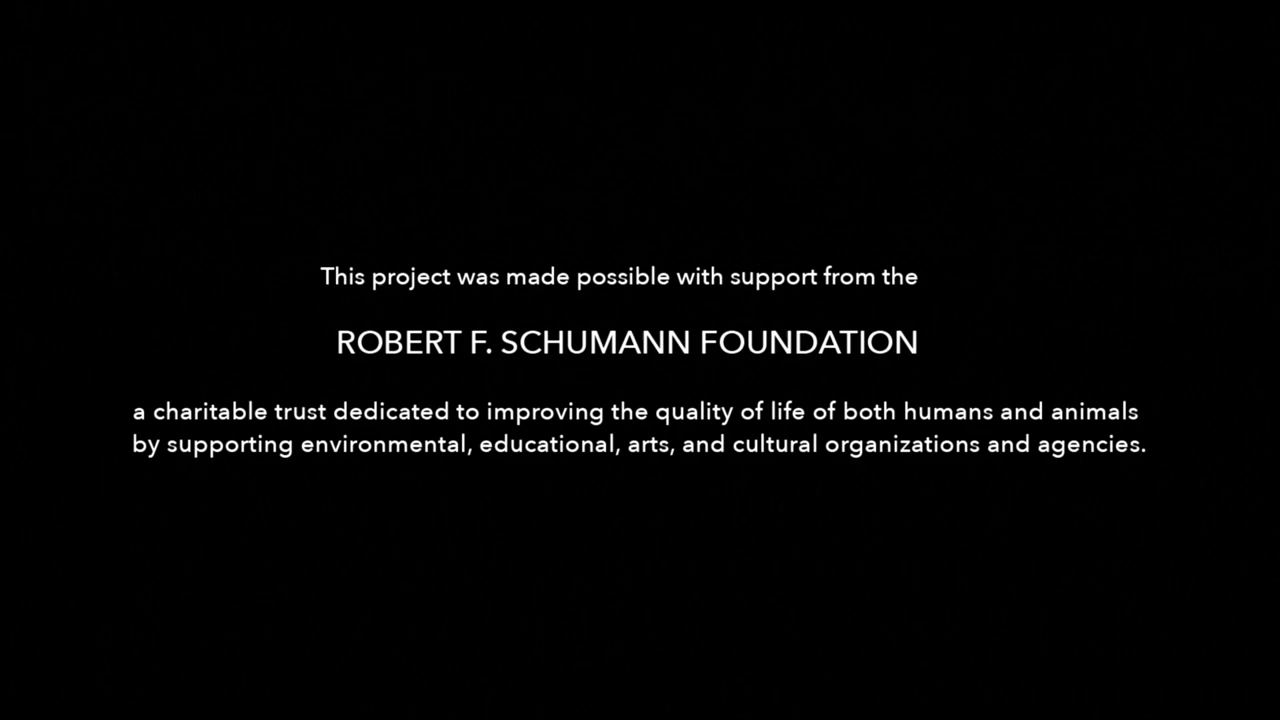 This project was made possible with support from the
ROBERT F. SCHUMANN FOUNDATION
a charitable trust dedicated to improving the quality of life of both humans and animals
by supporting environmental, educational, arts, and cultural organizations and agencies.